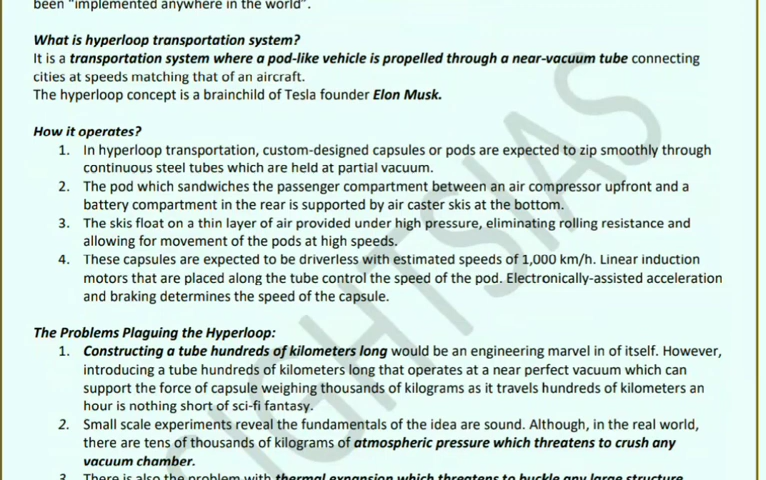 been "implemented anywhere in the world".
What is hyperloop transportation system?
It is a transportation system where a pod-like vehicle is propelled through a near-vacuum tube connecting
cities at speeds matching that of an aircraft.
The hyperloop concept is a brainchild of Tesla founder Elon Musk.
How it operates?
1. In hyperloop transportation, custom-designed capsules or pods are expected to zip smoothly through
continuous steel tubes which are held at partial vacuum.
2. The pod which sandwiches the passenger compartment between an air compressor upfront and a
battery compartment in the rear is supported by air caster skis at the bottom.
3. The skis float on a thin layer of air provided under high pressure, eliminating rolling resistance and
allowing for movement of the pods at high speeds.
4. These capsules are expected to be driverless with estimated speeds of 1,000 km/h. Linear induction
motors that are placed along the tube control the speed of the pod. Electronically-assisted acceleration
and braking determines the speed of the capsule.
The Problems Plaguing the Hyperloop:
1. Constructing a tube hundreds of kilometers long would be an engineering marvel in of itself. However,
introducing a tube hundreds of kilometers long that operates at a near perfect vacuum which can
support the force of capsule weighing thousands of kilograms as it travels hundreds of kilometers an
hour is nothing short of sci-fi fantasy.
2. Small scale experiments reveal the fundamentals of the idea are sound. Although, in the real world,
there are tens of thousands of kilograms of atmospheric pressure which threatens to crush any
vacuum chamber.
3. There is also the problem with thermal expansion which threatens to buckle any large structure
IGHTSIAS